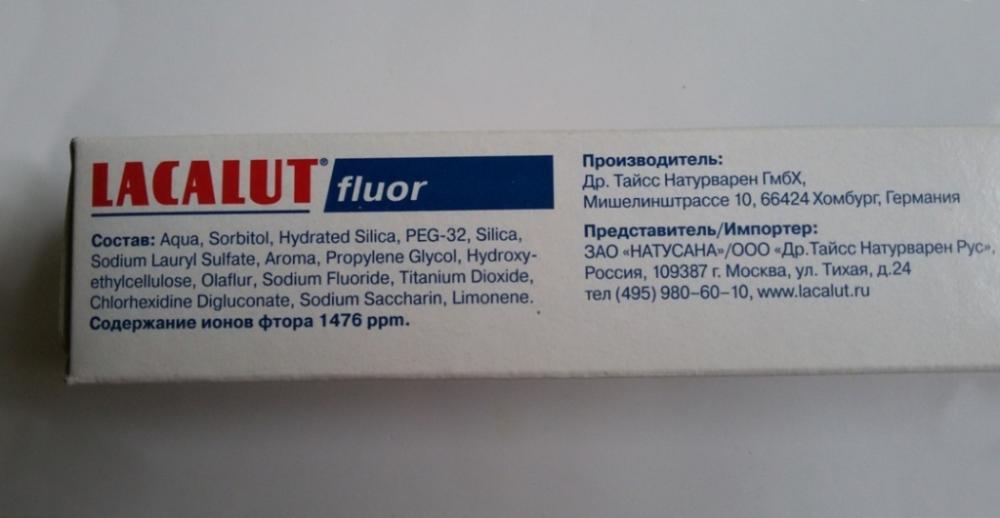 LACALUT® fluor
Состав: Aqua, Sorbitol, Hydrated Silica, PEG-32, Silica,
Sodium Lauryl Sulfate, Aroma, Propylene Glycol, Hydroxy-
ethylcellulose, Olaflur, Sodium Fluoride, Titanium Dioxide,
Chlorhexidine Digluconate, Sodium Saccharin, Limonene.
Содержание ионов фтора 1476 ppm.
Производитель:
Др. Тайсс Натурварен ГмбХ,
Мишелинштрассе 10, 66424 Хомбург, Германия
Представитель/Импортер:
ЗАО «НАТУСАНА»/ООО «Др.Тайсс Натурварен Рус»,
Россия, 109387 г. Москва, ул. Тихая, д.24
тел (495) 980–60–10, www.lacalut.ru